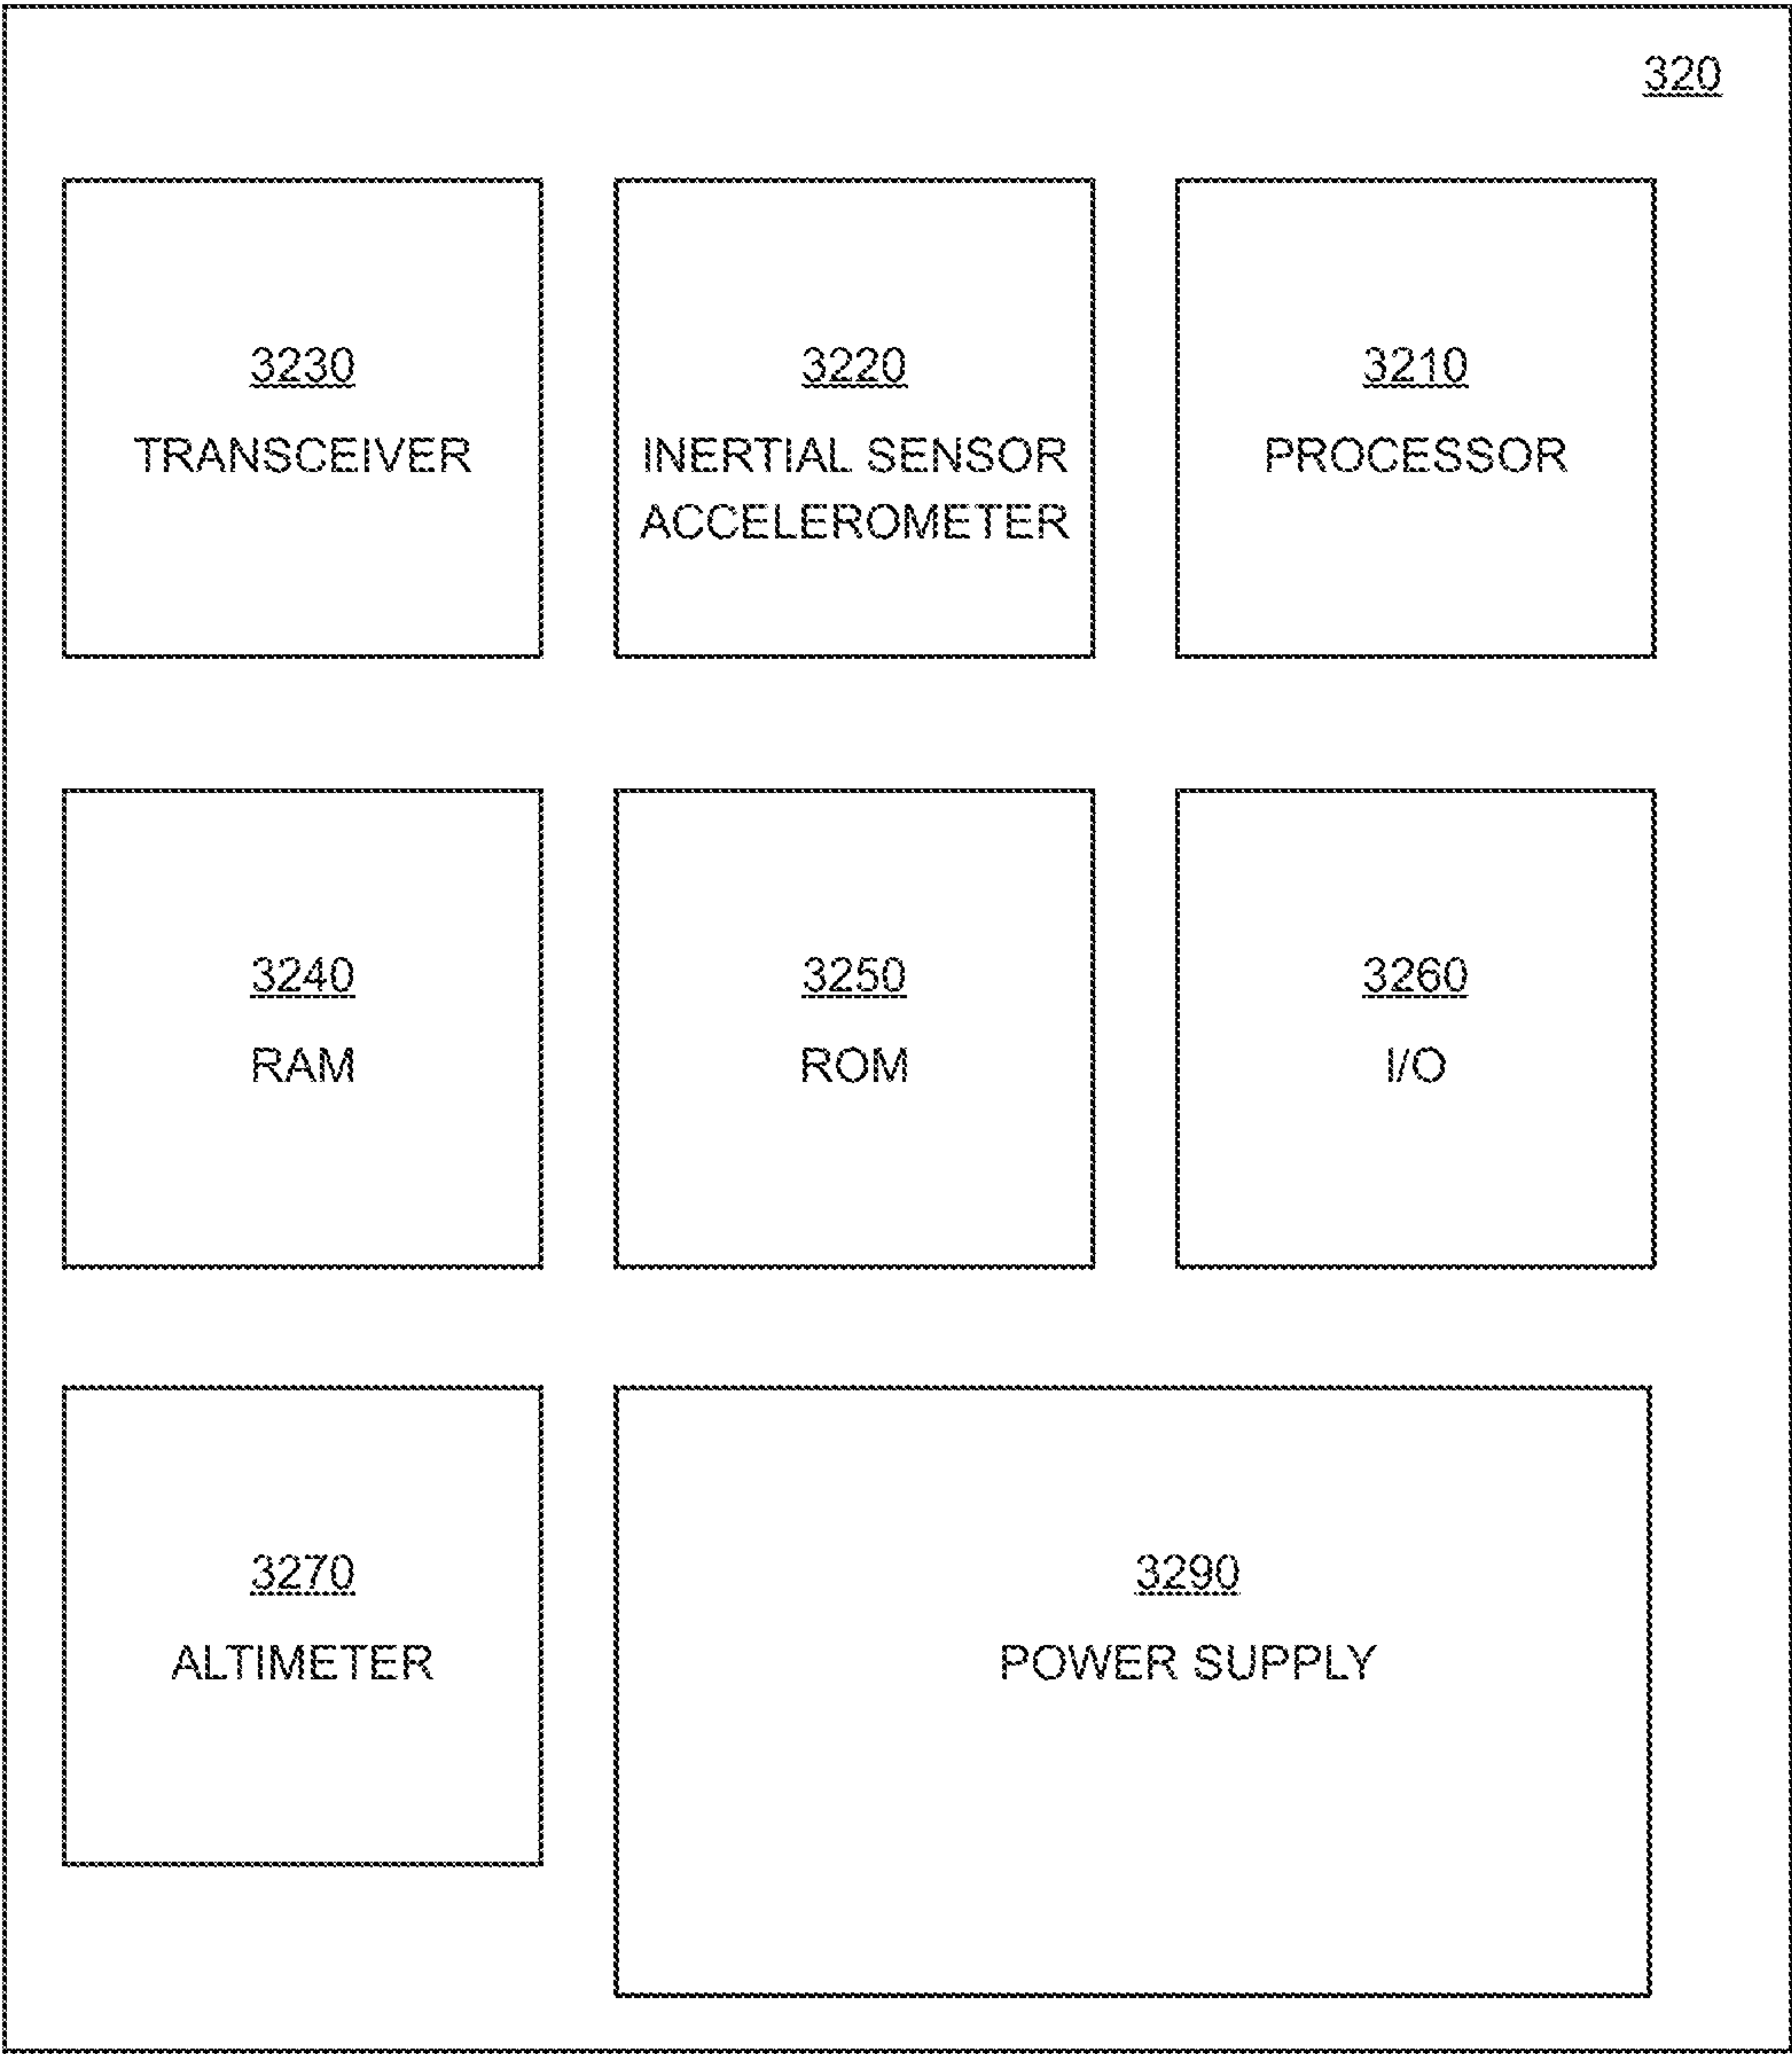 320
3230
TRANSCEIVER
3220
INERTIAL SENSOR
ACCELEROMETER
3210
PROCESSOR
3240
RAM
3250
ROM
3260
I/O
3270
ALTIMETER
3290
POWER SUPPLY